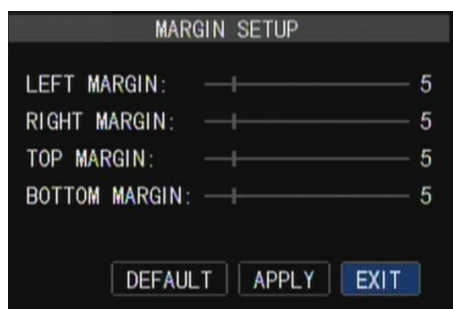 MARGIN SETUP
LEFT MARGIN: 5
RIGHT MARGIN: 5
TOP MARGIN: 5
BOTTOM MARGIN: 5
DEFAULT APPLY EXIT